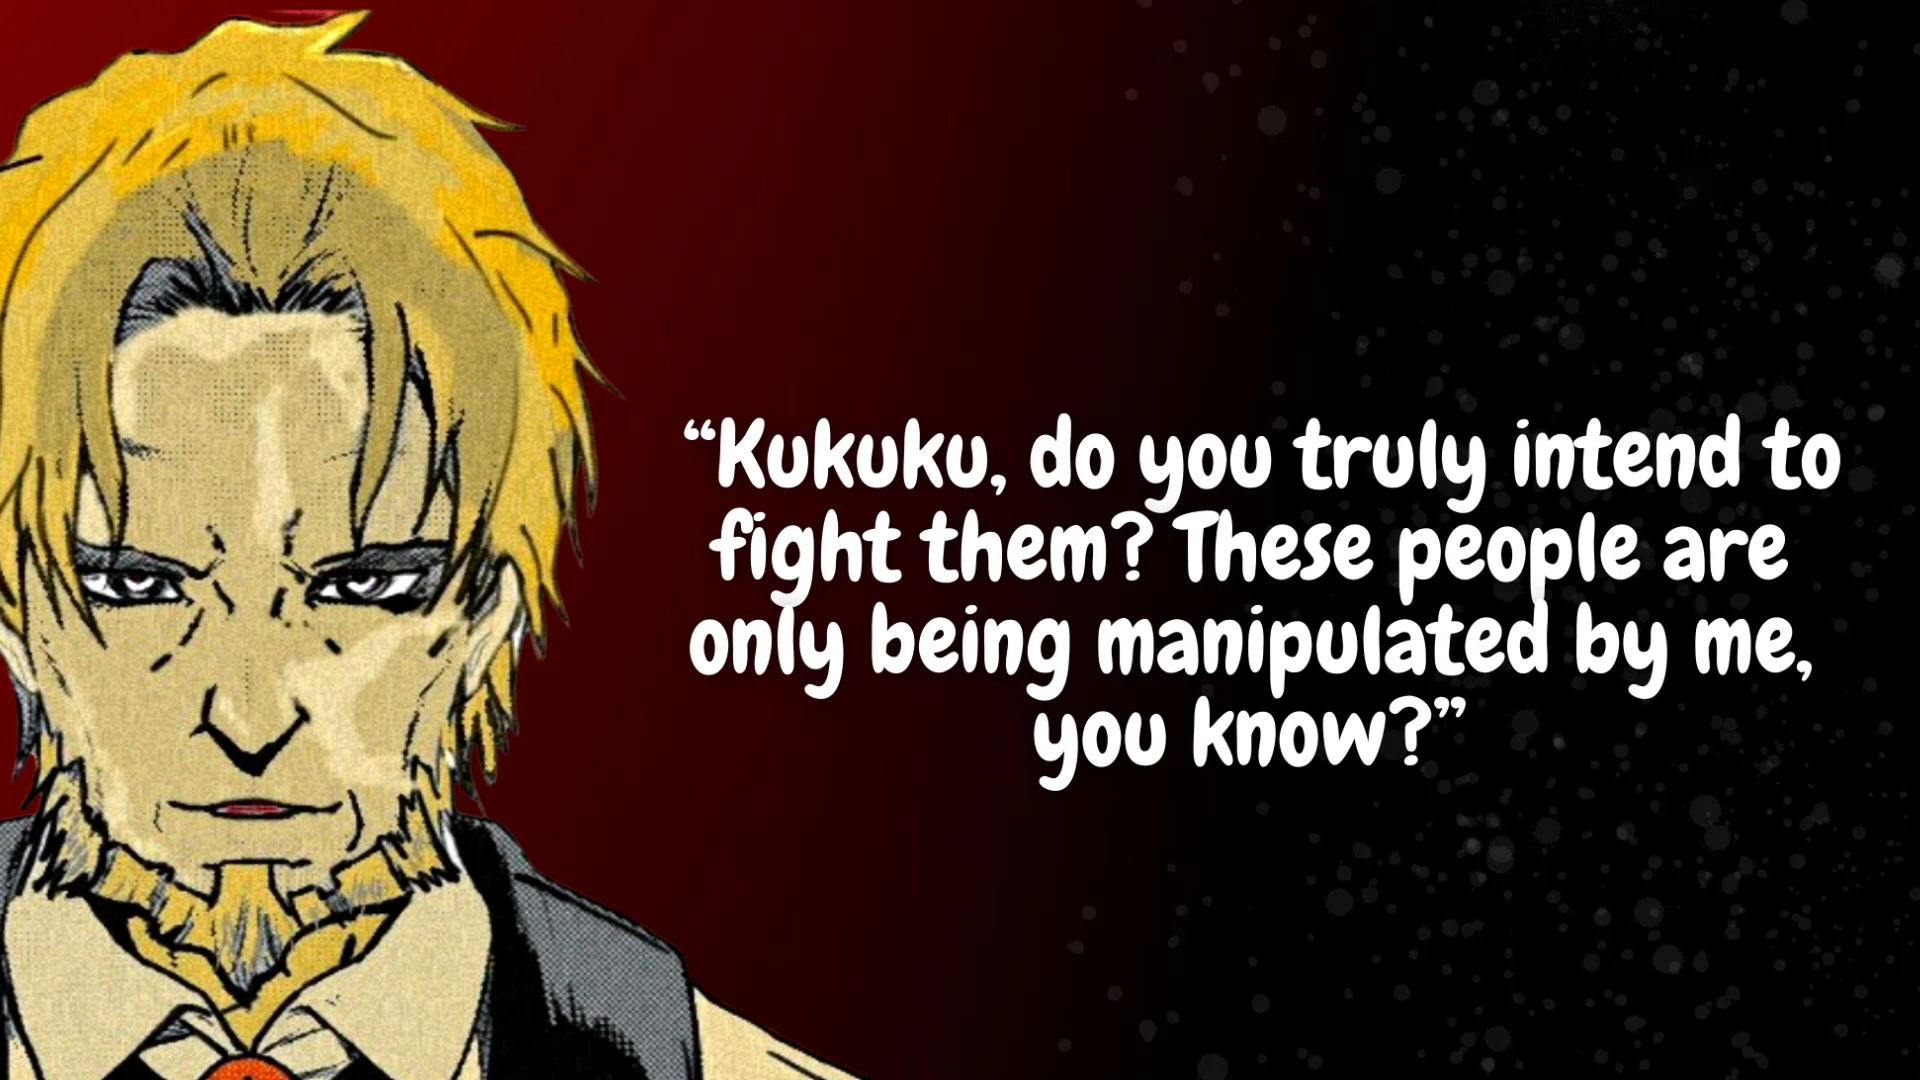 “Kukuku, do you truly intend to
fight them? These people are
only being manipulated by me,
you know?”